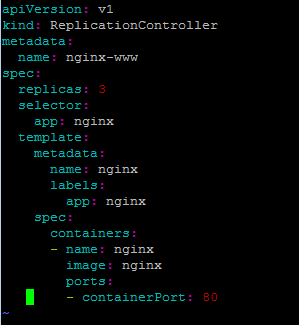 apiVersion: v1
kind: ReplicationController
metadata:
  name: nginx-www
spec:
  replicas: 3
  selector:
    app: nginx
  template:
    metadata:
      name: nginx
      labels:
        app: nginx
    spec:
      containers:
      - name: nginx
        image: nginx
        ports:
        - containerPort: 80
~